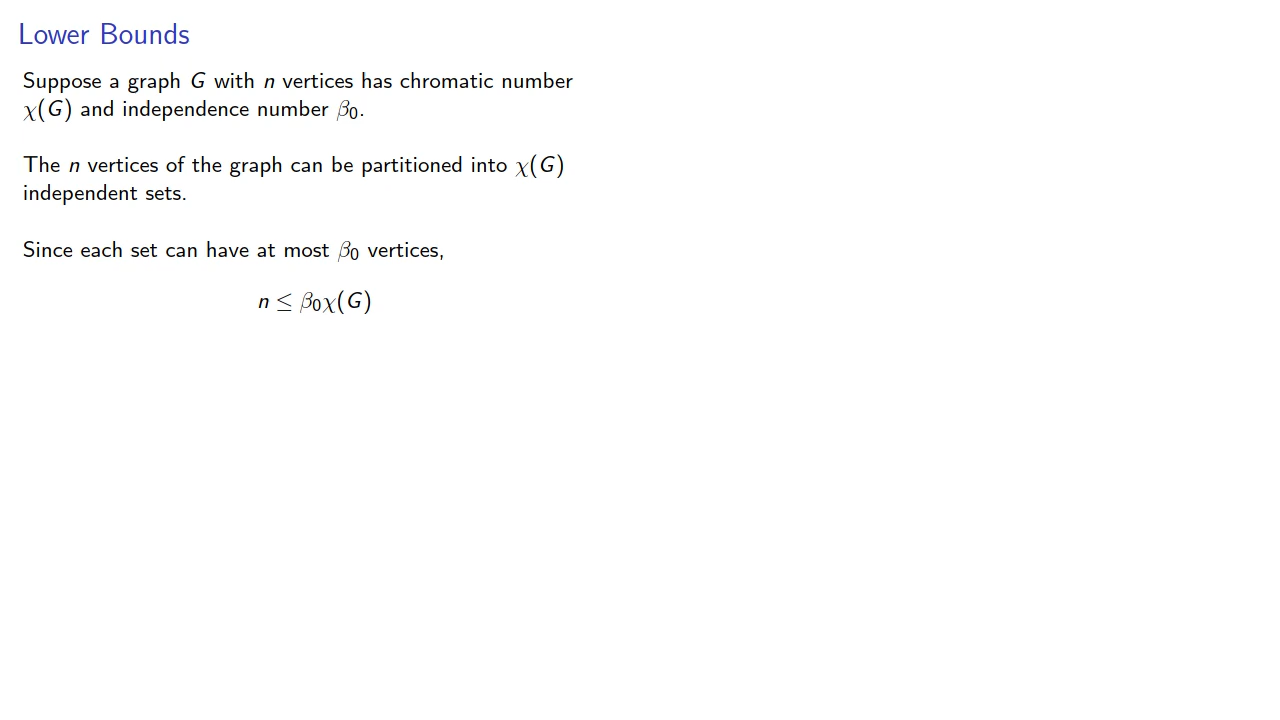 Lower Bounds
Suppose a graph G with n vertices has chromatic number
χ(G) and independence number β₀.
The n vertices of the graph can be partitioned into χ(G)
independent sets.
Since each set can have at most β₀ vertices,
n ≤ β₀χ(G)